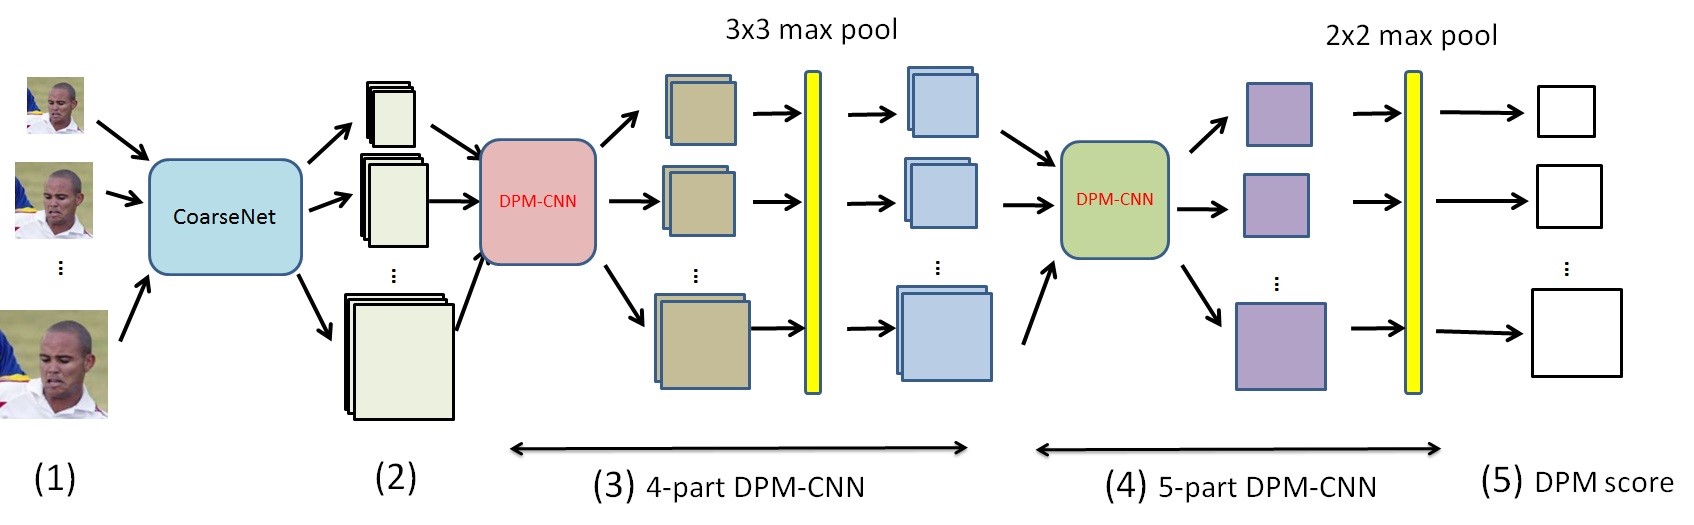 3x3 max pool
2x2 max pool
CoarseNet
DPM-CNN
DPM-CNN
(1)
(2)
(3) 4-part DPM-CNN
(4) 5-part DPM-CNN
(5) DPM score